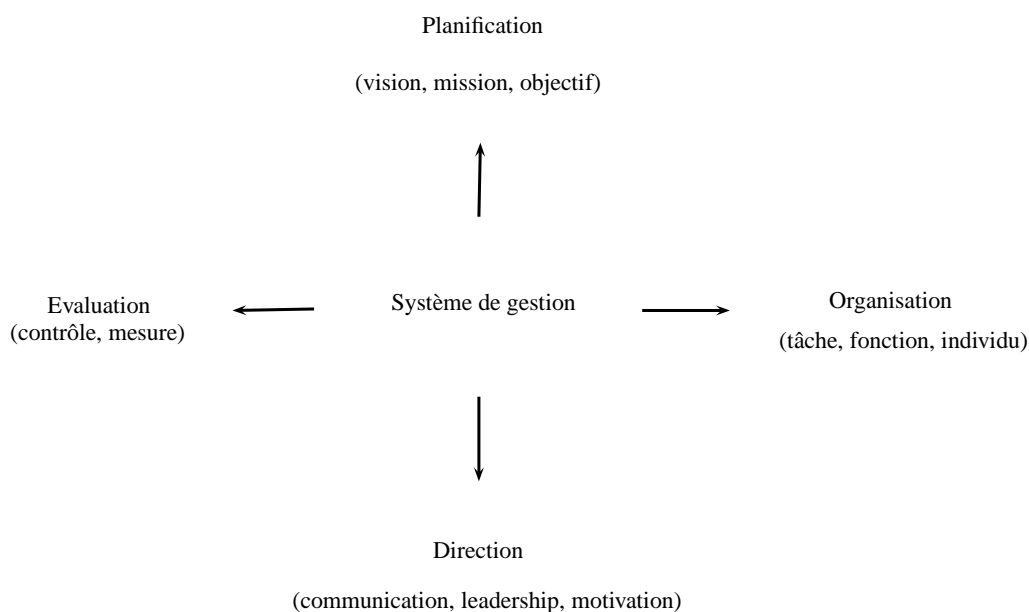 Planification
(vision, mission, objectif)
Evaluation
(contrôle, mesure)
Système de gestion
Organisation
(tâche, fonction, individu)
Direction
(communication, leadership, motivation)